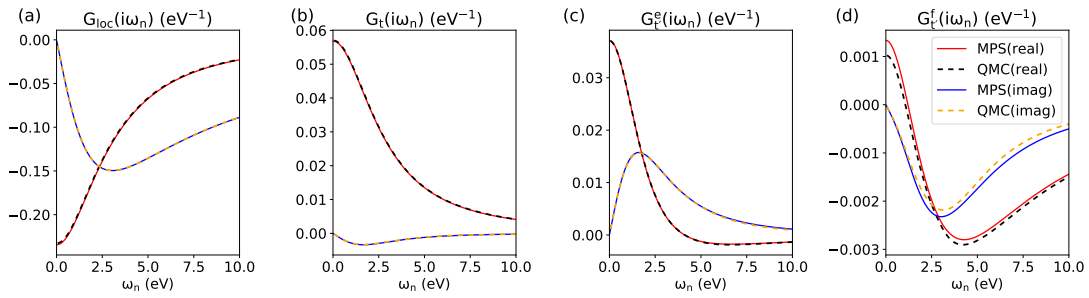 (a) G_loc(iω_n) (eV⁻¹)
0.00
−0.05
−0.10
−0.15
−0.20
0.0 2.5 5.0 7.5 10.0
ω_n (eV)
(b) G_t(iω_n) (eV⁻¹)
0.06
0.05
0.04
0.03
0.02
0.01
0.00
0.0 2.5 5.0 7.5 10.0
ω_n (eV)
(c) G_t′^e(iω_n) (eV⁻¹)
0.03
0.02
0.01
0.00
0.0 2.5 5.0 7.5 10.0
ω_n (eV)
(d) G_t′^f(iω_n) (eV⁻¹)
0.001
0.000
−0.001
−0.002
−0.003
MPS(real)
QMC(real)
MPS(imag)
QMC(imag)
0.0 2.5 5.0 7.5 10.0
ω_n (eV)